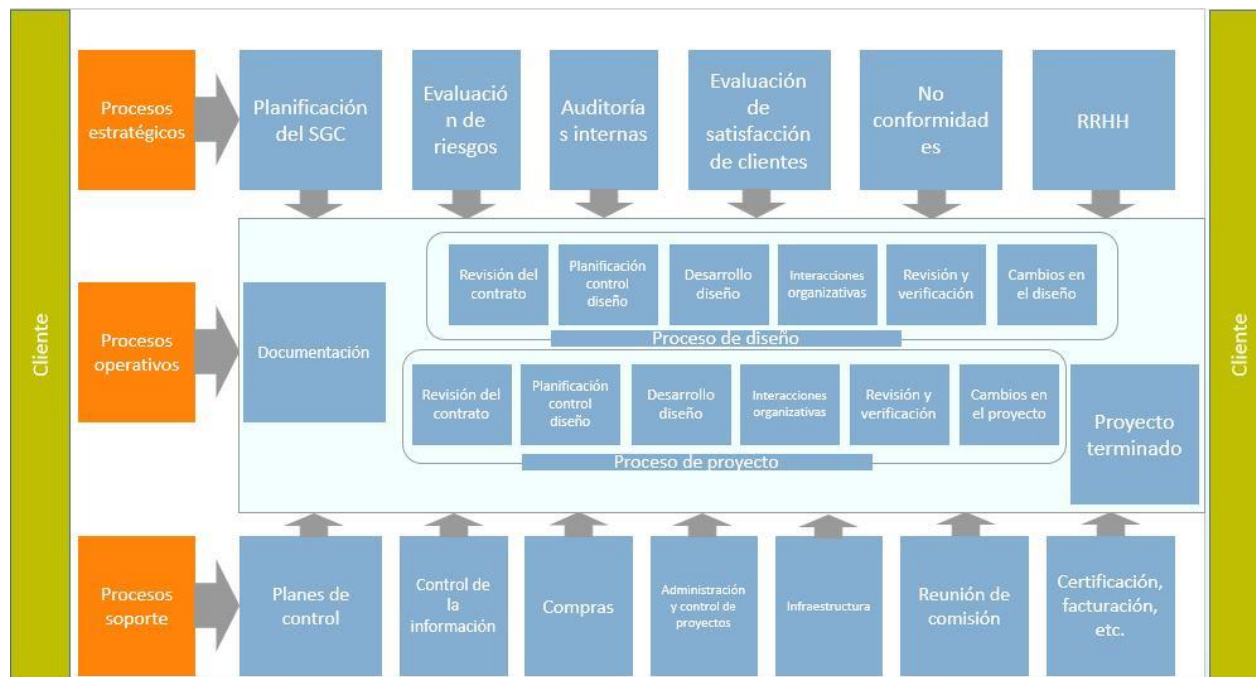 Cliente
Procesos
estratégicos
Planificación
del SGC
Evaluació
n de
riesgos
Auditoría
s internas
Evaluación
de
satisfacción
de clientes
No
conformidad
es
RRHH
Procesos
operativos
Documentación
Revisión del
contrato
Planificación
control
diseño
Desarrollo
diseño
Interacciones
organizativas
Revisión y
verificación
Cambios en
el diseño
Proceso de diseño
Revisión del
contrato
Planificación
control
diseño
Desarrollo
diseño
Interacciones
organizativas
Revisión y
verificación
Cambios en
el proyecto
Proceso de proyecto
Proyecto
terminado
Procesos
soporte
Planes de
control
Control de
la
información
Compras
Administración
y control de
proyectos
Infraestructura
Reunión de
comisión
Certificación,
facturación,
etc.
Cliente